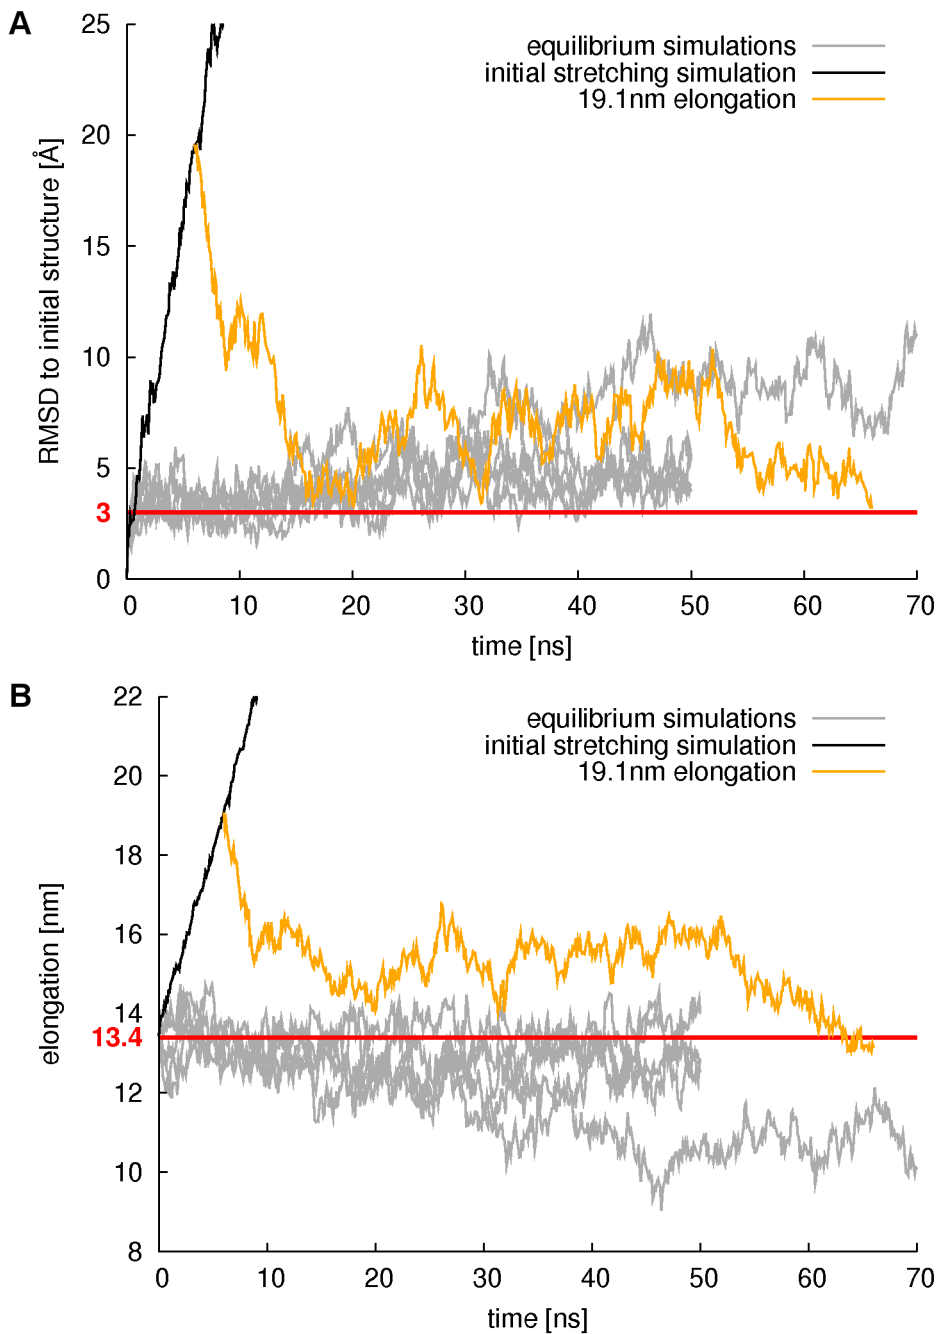 A
25
20
15
10
5
3
0
RMSD to initial structure [Å]
equilibrium simulations
initial stretching simulation
19.1nm elongation
0 10 20 30 40 50 60 70
time [ns]
B
22
20
18
16
14
13.4
12
10
8
elongation [nm]
equilibrium simulations
initial stretching simulation
19.1nm elongation
0 10 20 30 40 50 60 70
time [ns]